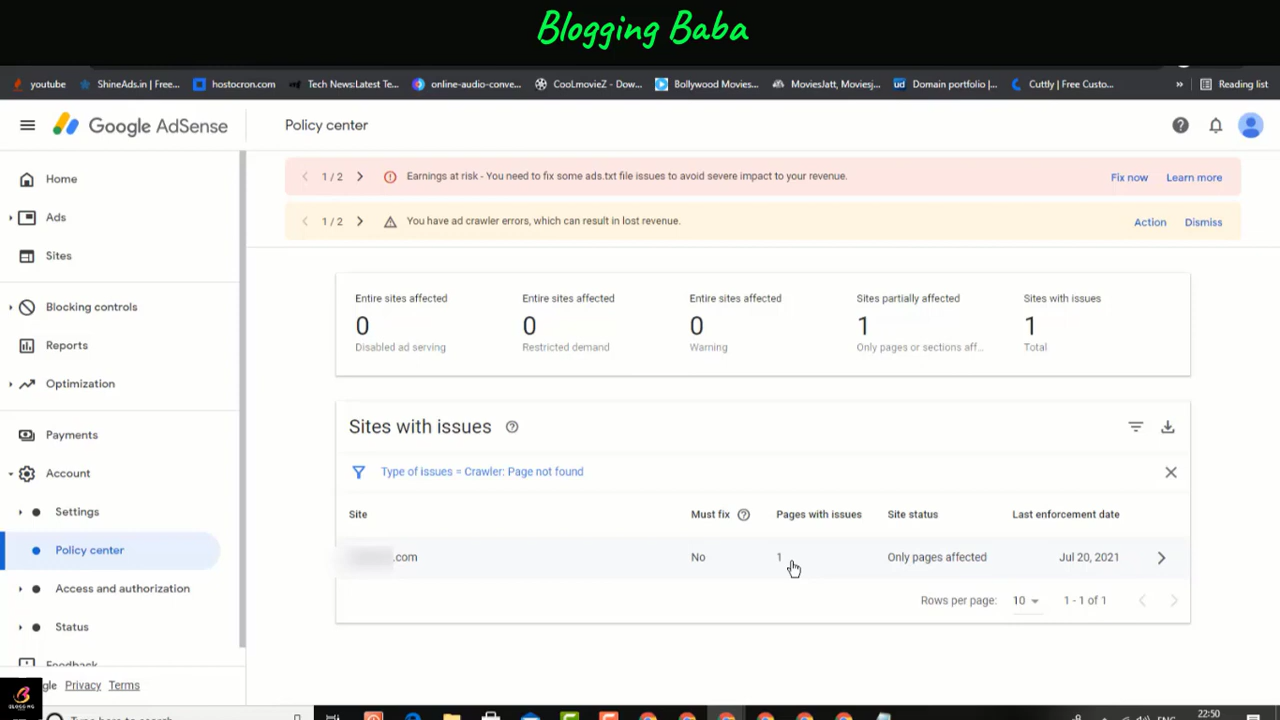 Blogging Baba
youtube ShineAds.in | Free... hostocron.com Tech News:Latest Te... online-audio-conve... CooLmovieZ - Dow... Bollywood Movies... MoviesJatt, Moviesj... Domain portfolio |... Cuttly | Free Custo... » Reading list
Google AdSense Policy center
1 / 2 Earnings at risk - You need to fix some ads.txt file issues to avoid severe impact to your revenue. Fix now Learn more
1 / 2 You have ad crawler errors, which can result in lost revenue. Action Dismiss
Home
Ads
Sites
Blocking controls
Reports
Optimization
Payments
Account
Settings
Policy center
Access and authorization
Status
Feedback
gle Privacy Terms
Entire sites affected Entire sites affected Entire sites affected Sites partially affected Sites with issues
0 0 0 1 1
Disabled ad serving Restricted demand Warning Only pages or sections aff... Total
Sites with issues
Type of issues = Crawler: Page not found
Site Must fix Pages with issues Site status Last enforcement date
.com No 1 Only pages affected Jul 20, 2021
Rows per page: 10 1 - 1 of 1
Type here to search
ENG 22:50